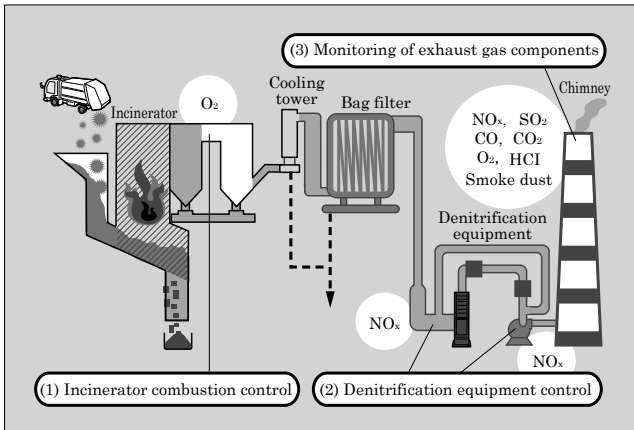 (3) Monitoring of exhaust gas components
Cooling
tower
Chimney
O₂
Incinerator
Bag filter
NOₓ, SO₂
CO, CO₂
O₂, HCI
Smoke dust
Denitrification
equipment
NOₓ
NOₓ
(1) Incinerator combustion control
(2) Denitrification equipment control